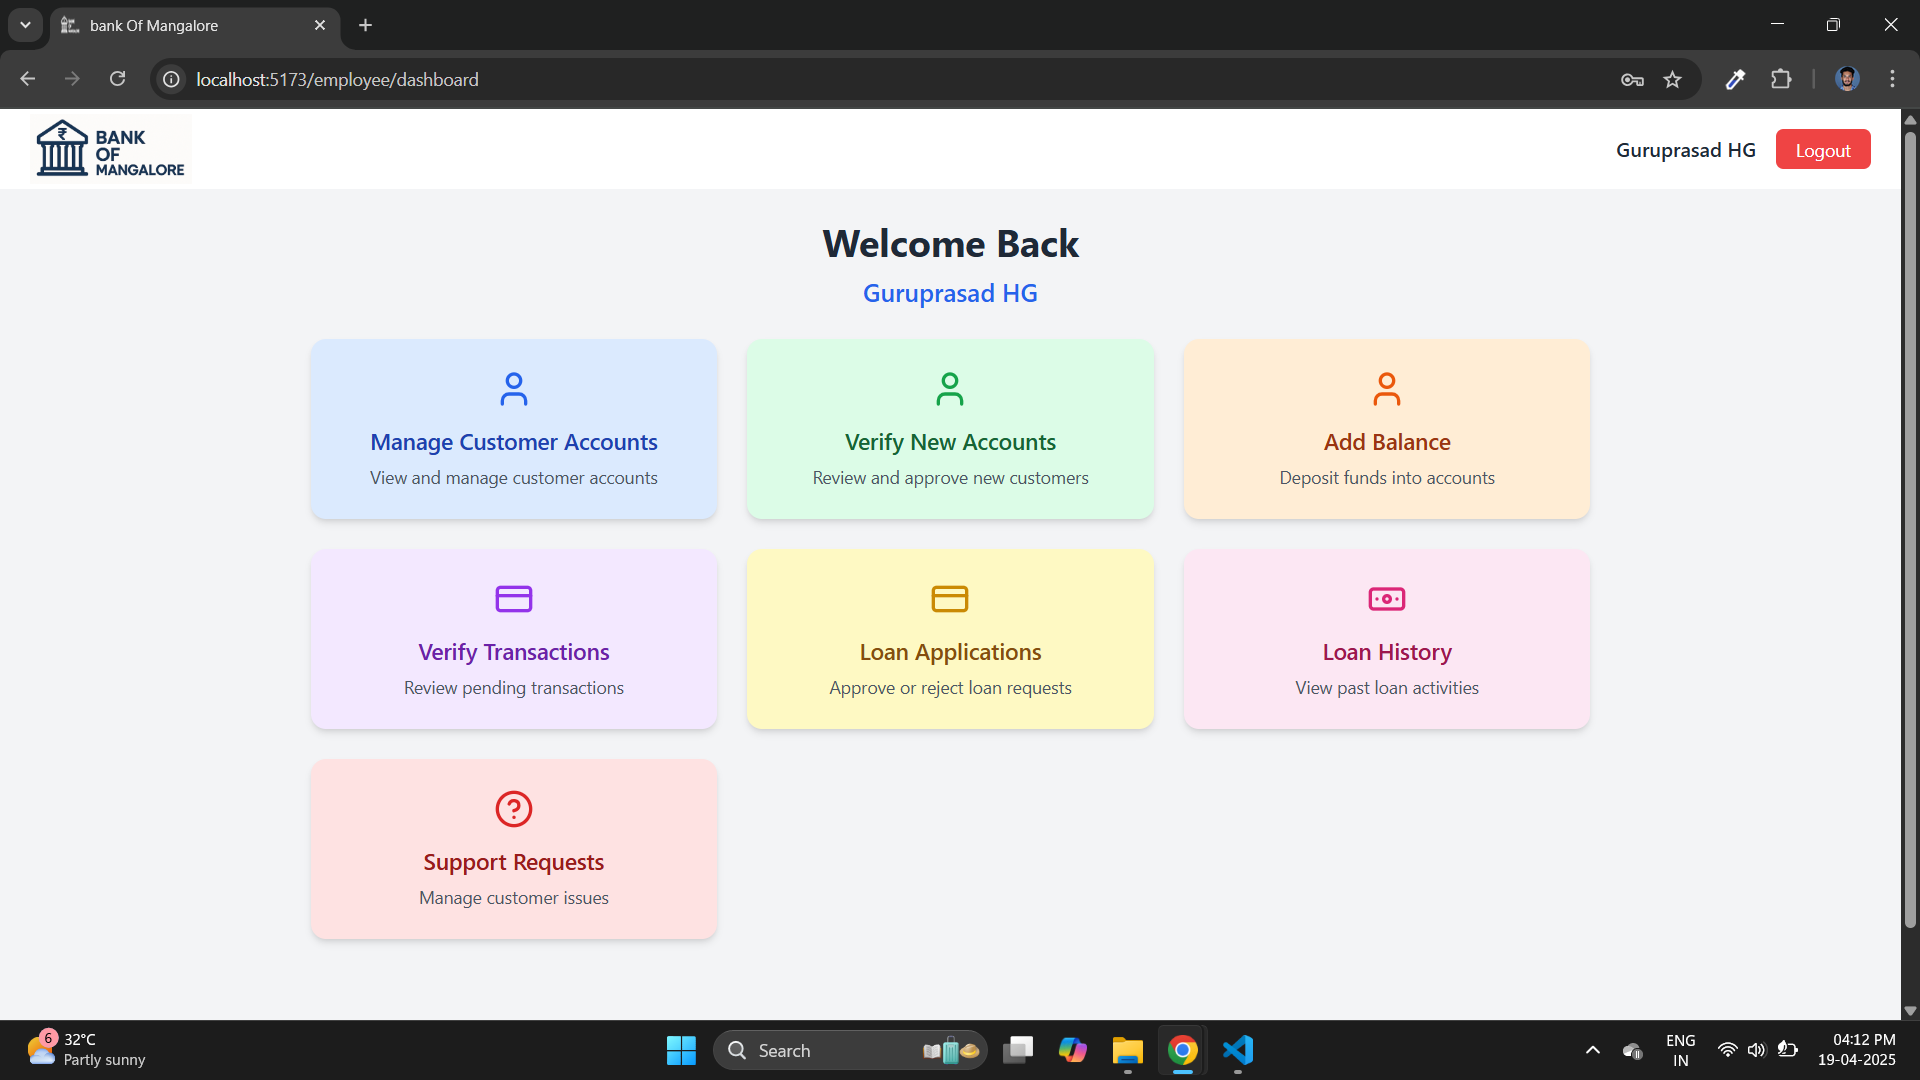 bank Of Mangalore
localhost:5173/employee/dashboard
₹
BANK
OF
MANGALORE
Guruprasad HG
Logout
Welcome Back
Guruprasad HG
Manage Customer Accounts
View and manage customer accounts
Verify New Accounts
Review and approve new customers
Add Balance
Deposit funds into accounts
Verify Transactions
Review pending transactions
Loan Applications
Approve or reject loan requests
Loan History
View past loan activities
?
Support Requests
Manage customer issues
6
32°C
Partly sunny
Search
ENG
IN
04:12 PM
19-04-2025